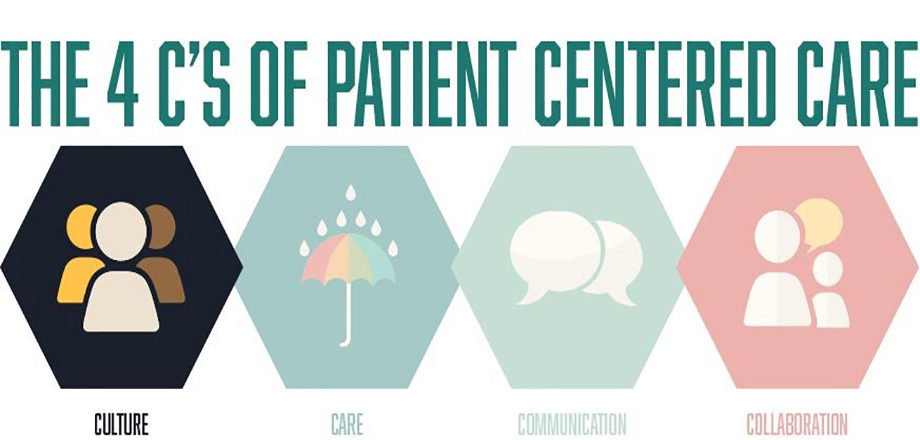 THE 4 C'S OF PATIENT CENTERED CARE
CULTURE
CARE
COMMUNICATION
COLLABORATION